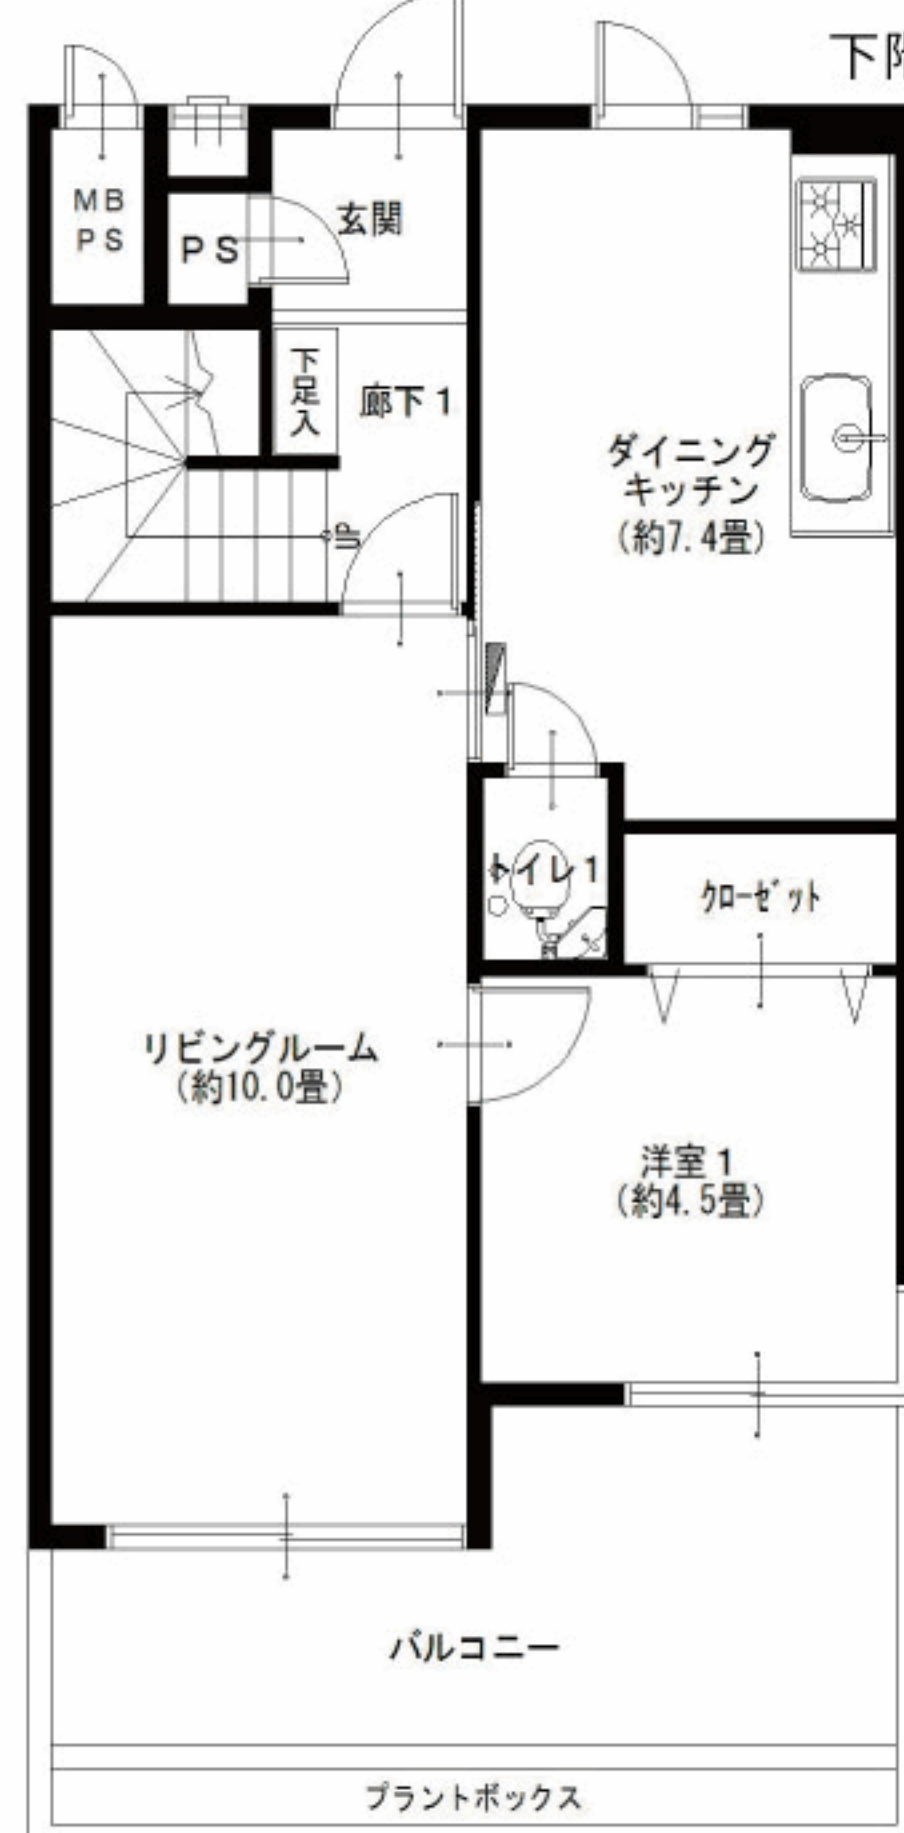 下階
MB
PS
PS
玄関
下足入
廊下1
UP
ダイニング
キッチン
(約7.4畳)
トイレ1
クローゼット
リビングルーム
(約10.0畳)
洋室1
(約4.5畳)
バルコニー
プラントボックス